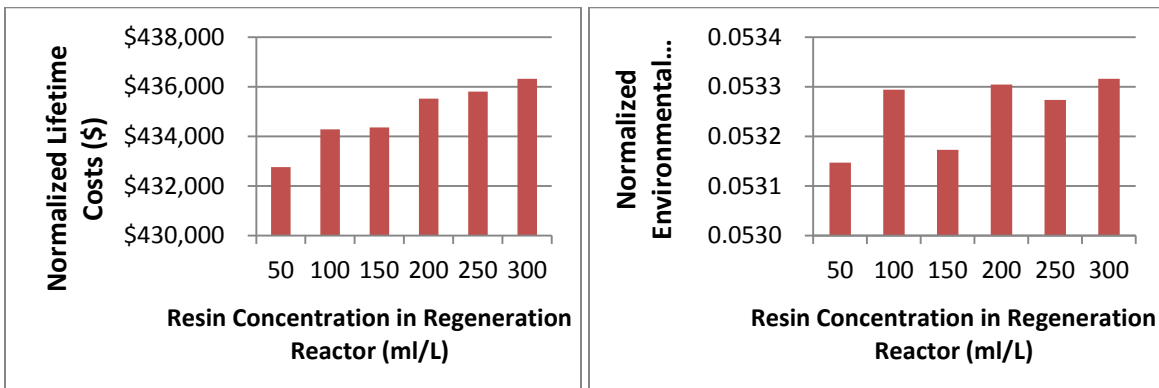 Normalized Lifetime
Costs ($)
$438,000
$436,000
$434,000
$432,000
$430,000
50 100 150 200 250 300
Resin Concentration in Regeneration
Reactor (ml/L)
Normalized
Environmental...
0.0534
0.0533
0.0532
0.0531
0.0530
50 100 150 200 250 300
Resin Concentration in Regeneration
Reactor (ml/L)